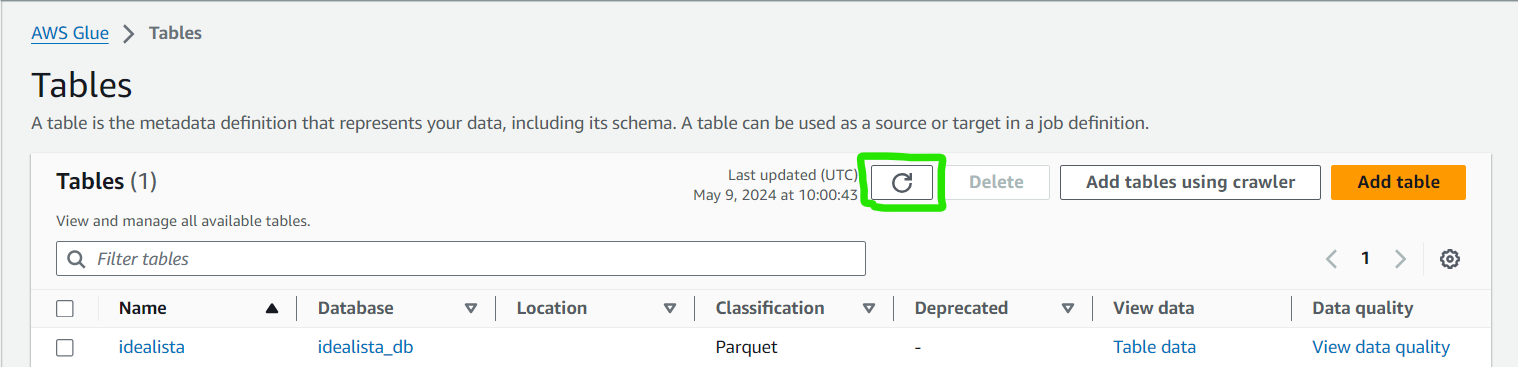 AWS Glue > Tables
Tables
A table is the metadata definition that represents your data, including its schema. A table can be used as a source or target in a job definition.
Tables (1)
Last updated (UTC)
May 9, 2024 at 10:00:43
Delete
Add tables using crawler
Add table
View and manage all available tables.
Filter tables
1
Name Database Location Classification Deprecated View data Data quality
idealista idealista_db Parquet - Table data View data quality